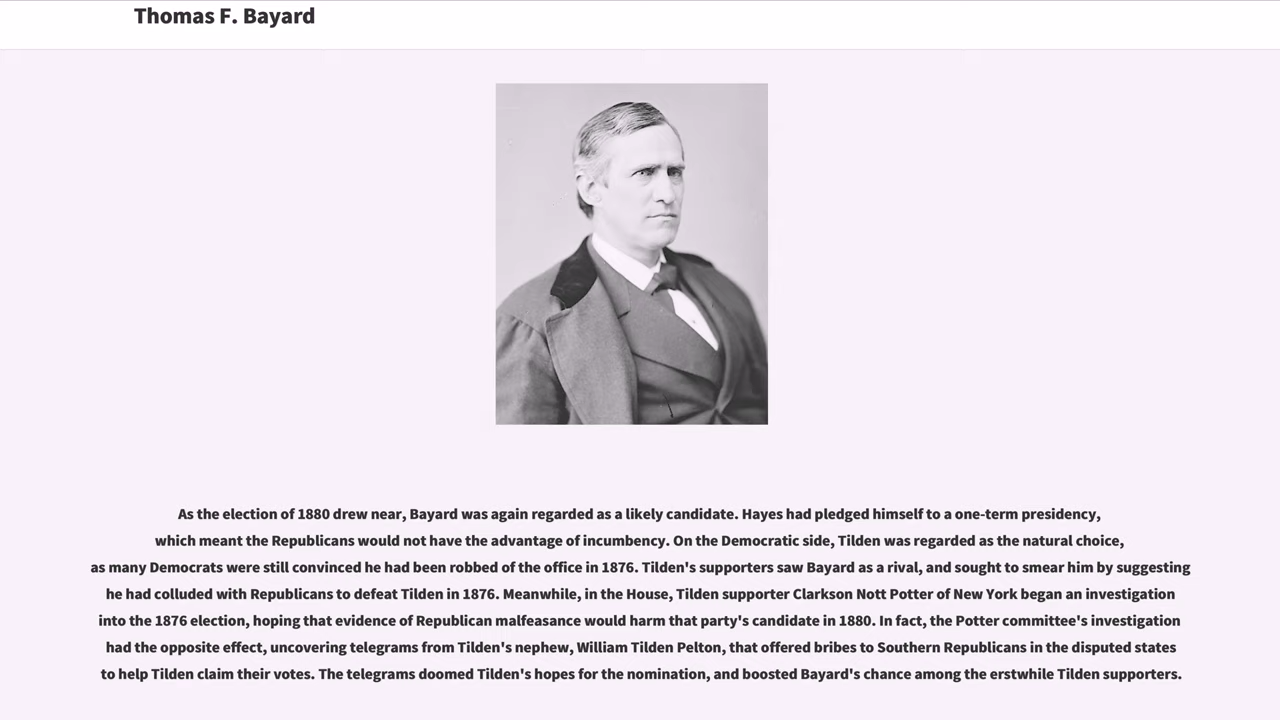 Thomas F. Bayard
As the election of 1880 drew near, Bayard was again regarded as a likely candidate. Hayes had pledged himself to a one-term presidency,
which meant the Republicans would not have the advantage of incumbency. On the Democratic side, Tilden was regarded as the natural choice,
as many Democrats were still convinced he had been robbed of the office in 1876. Tilden's supporters saw Bayard as a rival, and sought to smear him by suggesting
he had colluded with Republicans to defeat Tilden in 1876. Meanwhile, in the House, Tilden supporter Clarkson Nott Potter of New York began an investigation
into the 1876 election, hoping that evidence of Republican malfeasance would harm that party's candidate in 1880. In fact, the Potter committee's investigation
had the opposite effect, uncovering telegrams from Tilden's nephew, William Tilden Pelton, that offered bribes to Southern Republicans in the disputed states
to help Tilden claim their votes. The telegrams doomed Tilden's hopes for the nomination, and boosted Bayard's chance among the erstwhile Tilden supporters.